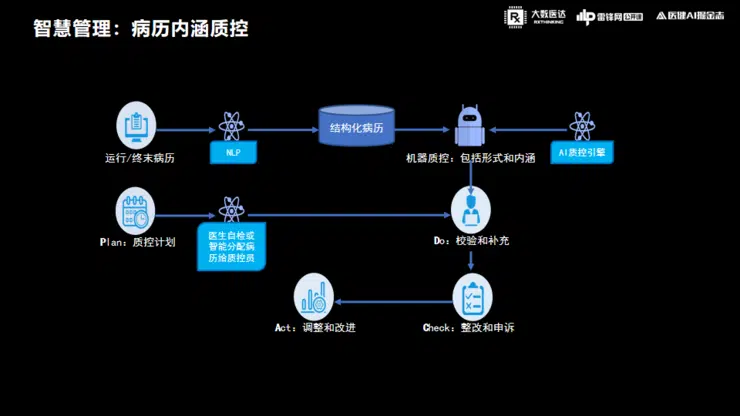 智慧管理：病历内涵质控
大数医达
RETHINKING
雷锋网 公开课
医健AI掘金志
结构化病历
运行/终末病历
NLP
机器质控：包括形式和内涵
AI质控引擎
Plan：质控计划
医生自检或
智能分配病
历给质控员
Do：校验和补充
Act：调整和改进
Check：整改和申诉